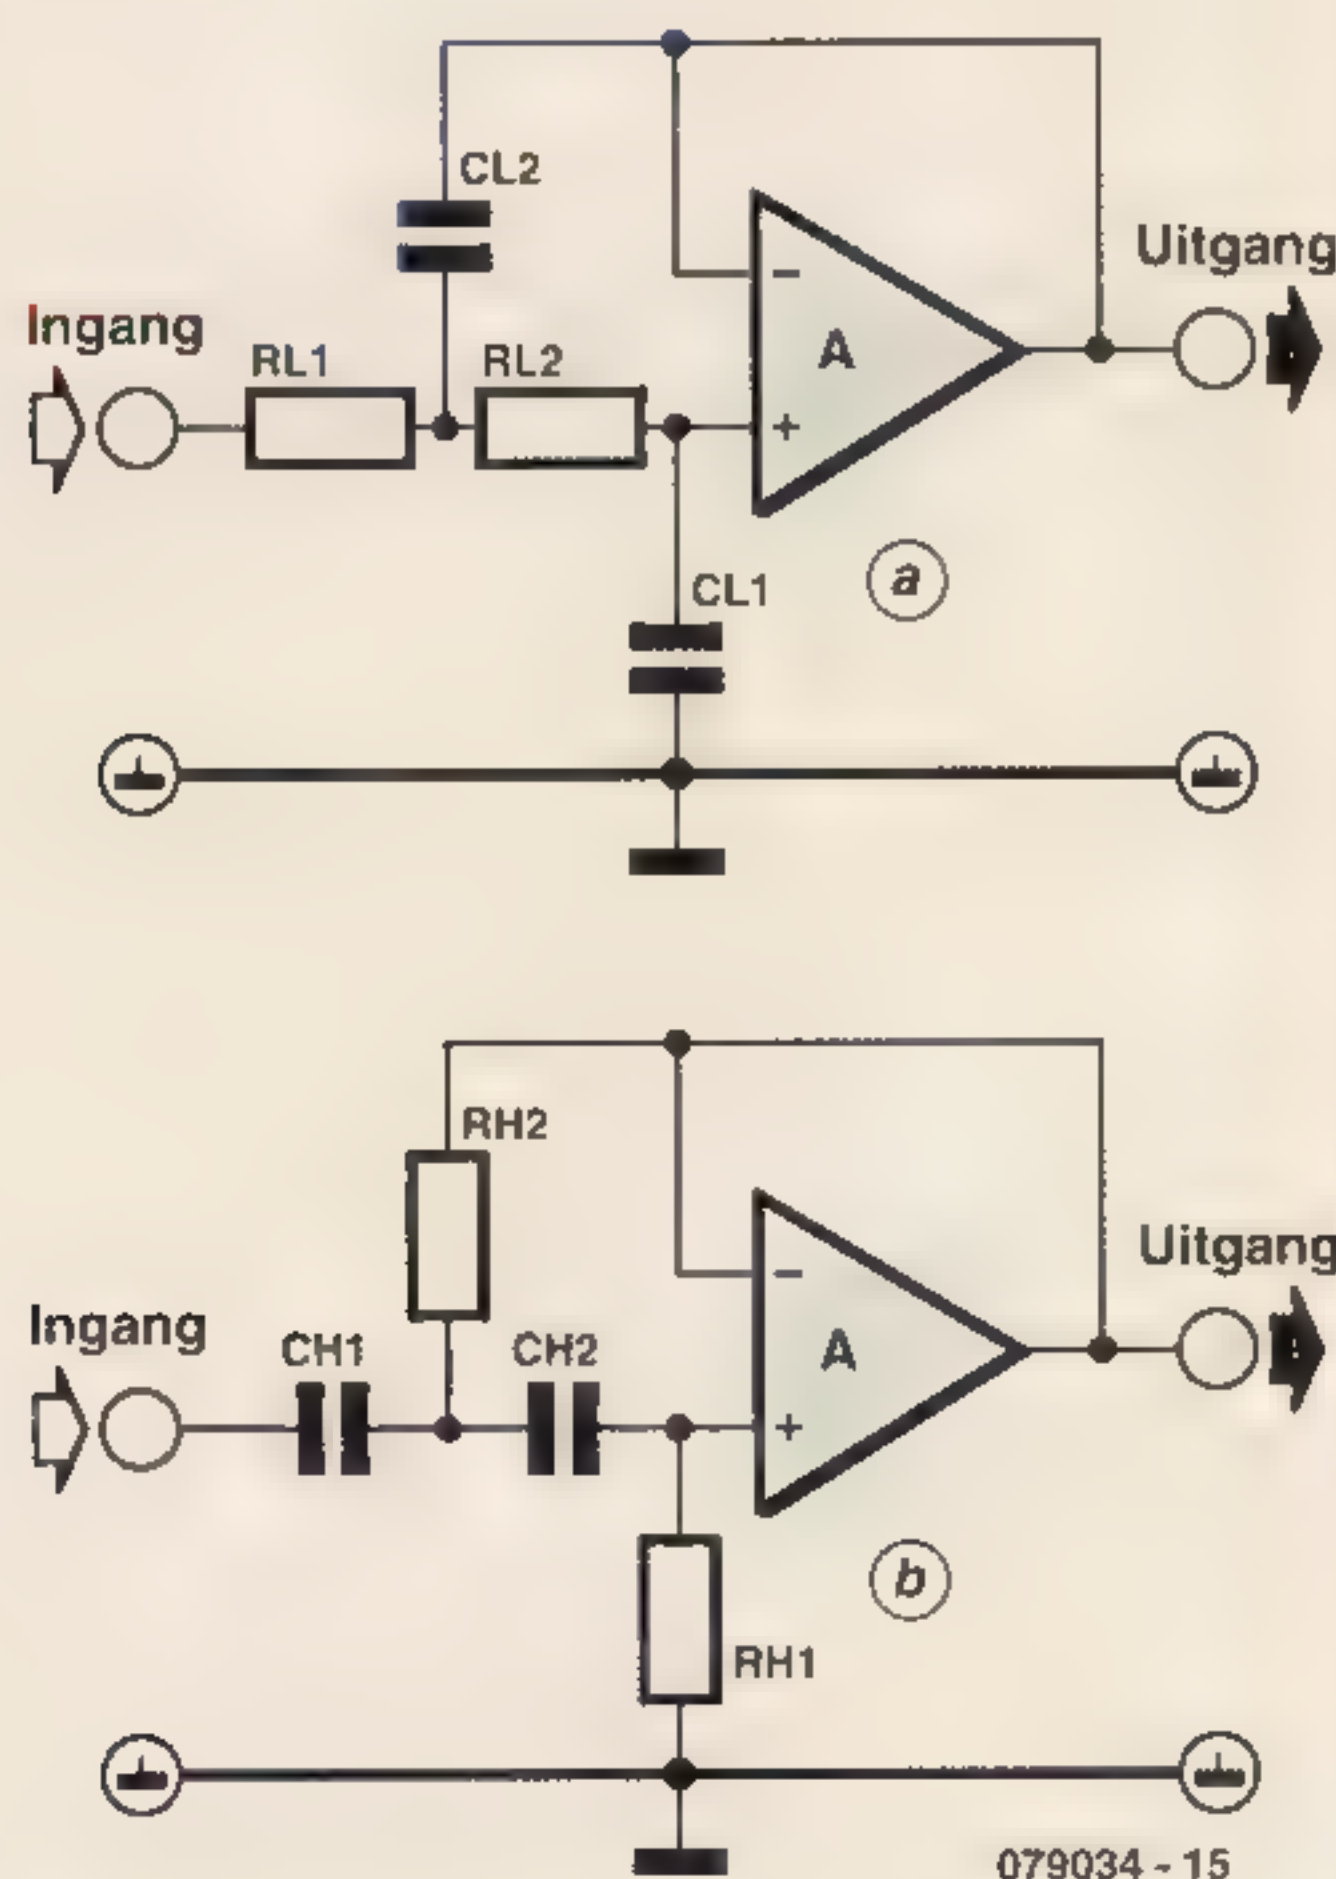 CL2
Uitgang
Ingang
RL1
RL2
−
A
+
CL1
a
RH2
Uitgang
Ingang
CH1
CH2
−
A
+
b
RH1
079034 - 15